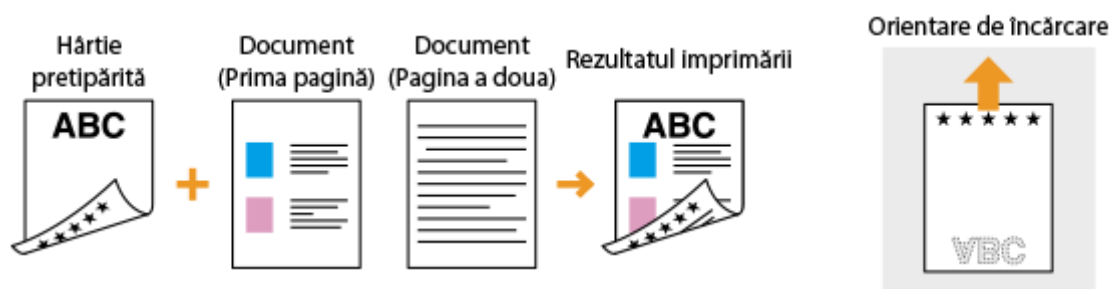 Hârtie
pretipărită
Document
(Prima pagină)
Document
(Pagina a doua)
Rezultatul imprimării
Orientare de încărcare
ABC
ABC
ABC